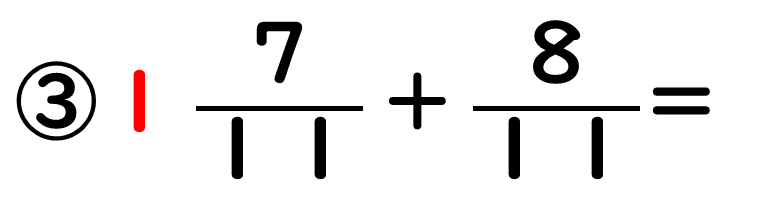 ③ 1 7/11 + 8/11 =